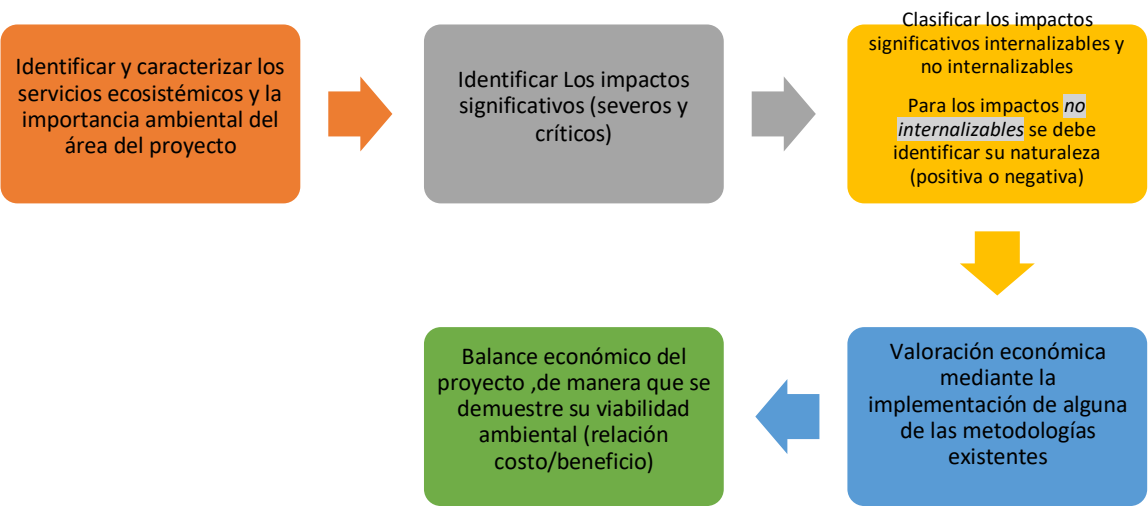 Identificar y caracterizar los
servicios ecosistémicos y la
importancia ambiental del
área del proyecto
Identificar Los impactos
significativos (severos y
críticos)
Clasificar los impactos
significativos internalizables y
no internalizables
Para los impactos no
internalizables se debe
identificar su naturaleza
(positiva o negativa)
Valoración económica
mediante la
implementación de alguna
de las metodologías
existentes
Balance económico del
proyecto ,de manera que se
demuestre su viabilidad
ambiental (relación
costo/beneficio)